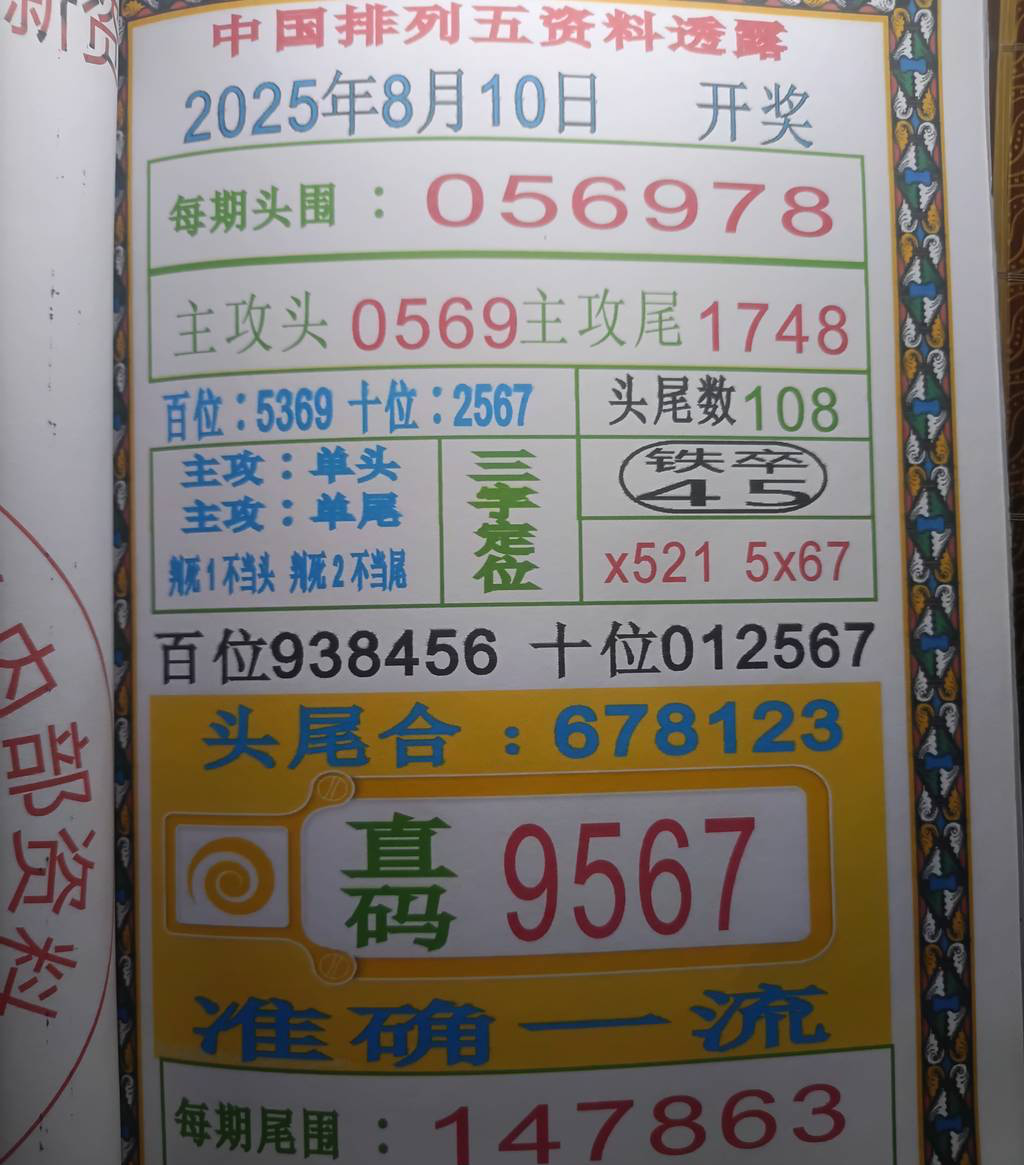 新资
内部资料
中国排列五资料透露
2025年8月10日 开奖
每期头围：056978
主攻头0569主攻尾1748
百位：5369 十位：2567
头尾数108
主攻：单头
主攻：单尾
判死1不当头 判死2不当尾
三字定位
铁卒
45
x521 5x67
百位938456 十位012567
头尾合：678123
直码 9567
准确一流
每期尾围：147863